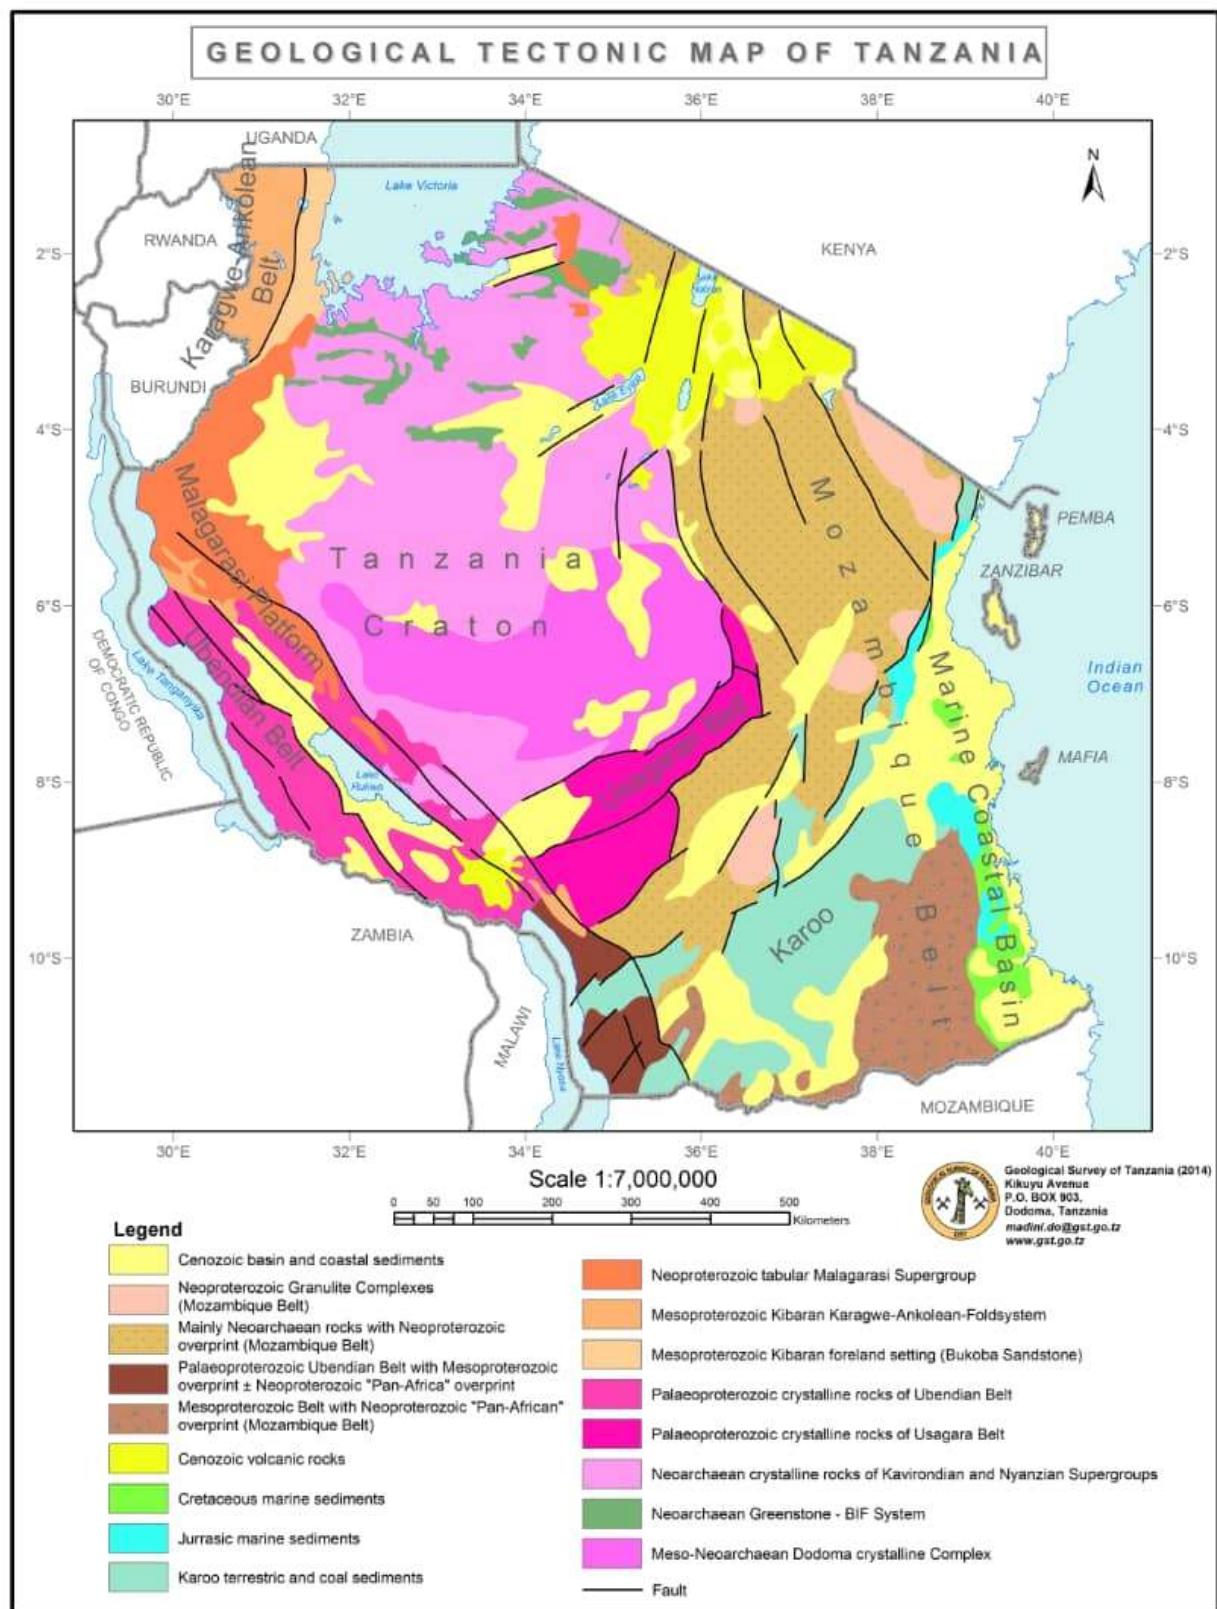 GEOLOGICAL TECTONIC MAP OF TANZANIA
30°E 32°E 34°E 36°E 38°E 40°E
UGANDA
N
Lake Victoria
Karagwe-Ankolean
Belt
RWANDA
KENYA
2°S 2°S
Lake
Natron
BURUNDI
Lake Eyasi
4°S 4°S
Malagarasi Platform
Mozambique Belt
PEMBA
Tanzania
Craton
ZANZIBAR
6°S 6°S
DEMOCRATIC REPUBLIC
OF CONGO
Lake Tanganyika
Ubendian Belt
Usagaran Belt
Marine Coastal Basin
Indian
Ocean
MAFIA
8°S 8°S
Lake
Rukwa
Karoo
ZAMBIA
10°S 10°S
MALAWI
Lake Nyasa
MOZAMBIQUE
30°E 32°E 34°E 36°E 38°E 40°E
Scale 1:7,000,000
0 50 100 200 300 400 500
Kilometers
GEOLOGICAL SURVEY OF TANZANIA
GST
Geological Survey of Tanzania (2014)
Kikuyu Avenue
P.O. BOX 903,
Dodoma, Tanzania
madini.do@gst.go.tz
www.gst.go.tz
Legend
Cenozoic basin and coastal sediments
Neoproterozoic Granulite Complexes
(Mozambique Belt)
Mainly Neoarchaean rocks with Neoproterozoic
overprint (Mozambique Belt)
Palaeoproterozoic Ubendian Belt with Mesoproterozoic
overprint ± Neoproterozoic "Pan-Africa" overprint
Mesoproterozoic Belt with Neoproterozoic "Pan-African"
overprint (Mozambique Belt)
Cenozoic volcanic rocks
Cretaceous marine sediments
Jurrasic marine sediments
Karoo terrestric and coal sediments
Neoproterozoic tabular Malagarasi Supergroup
Mesoproterozoic Kibaran Karagwe-Ankolean-Foldsystem
Mesoproterozoic Kibaran foreland setting (Bukoba Sandstone)
Palaeoproterozoic crystalline rocks of Ubendian Belt
Palaeoproterozoic crystalline rocks of Usagara Belt
Neoarchaean crystalline rocks of Kavirondian and Nyanzian Supergroups
Neoarchaean Greenstone - BIF System
Meso-Neoarchaean Dodoma crystalline Complex
Fault